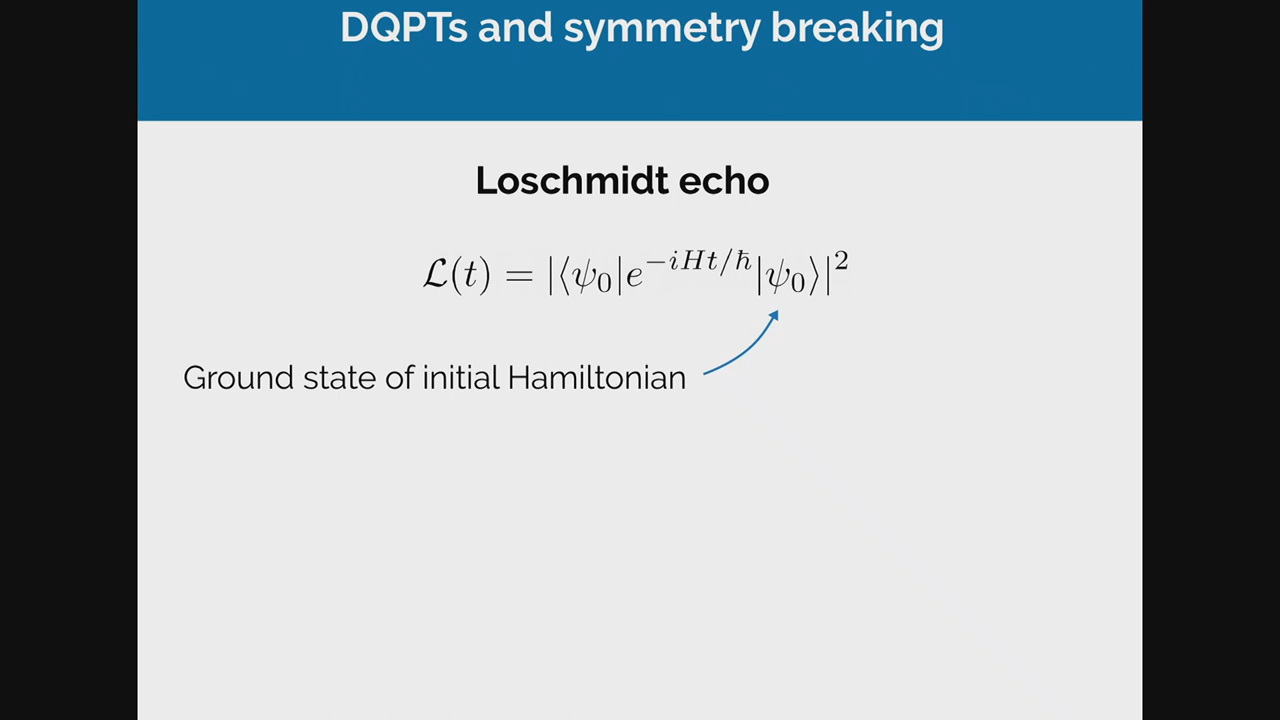 DQPTs and symmetry breaking
Loschmidt echo
ℒ(t) = |⟨ψ₀|e^{−iHt/ħ}|ψ₀⟩|²
Ground state of initial Hamiltonian